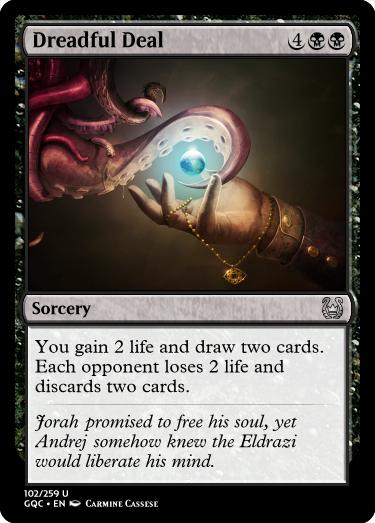 Dreadful Deal 4
Sorcery
You gain 2 life and draw two cards.
Each opponent loses 2 life and
discards two cards.
Jorah promised to free his soul, yet
Andrej somehow knew the Eldrazi
would liberate his mind.
102/259 U
GQC • EN Carmine Cassese